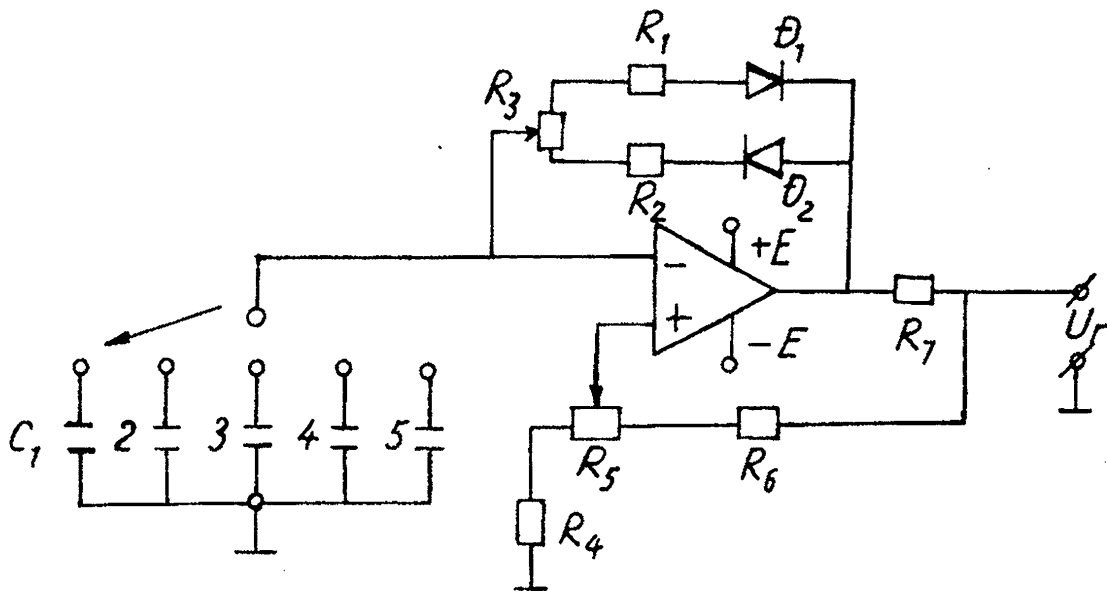 R₁ Đ₁
R₃
R₂ Đ₂
+E
-
+
-E
R₇
C₁ 2 3 4 5
R₅ R₆
R₄